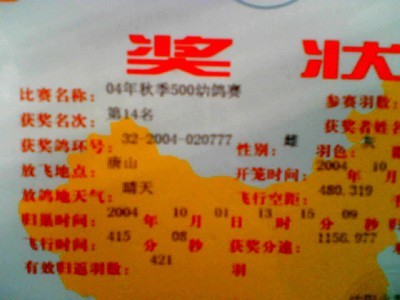 奖 状
比赛名称：04年秋季500幼鸽赛 参赛羽数：
获奖名次：第14名 获奖者姓名
获奖鸽环号：32-2004-020777 雌 灰
放飞地点：唐山 性别： 羽色：
放鸽地天气：晴天 开笼时间：2004 10
飞行空距：480.319
归巢时间：2004 年 10 月 01 日 13 时 15 分 09 秒
飞行时间：415 分 08 秒 获奖分速：1156.977
有效归返羽数：421 羽